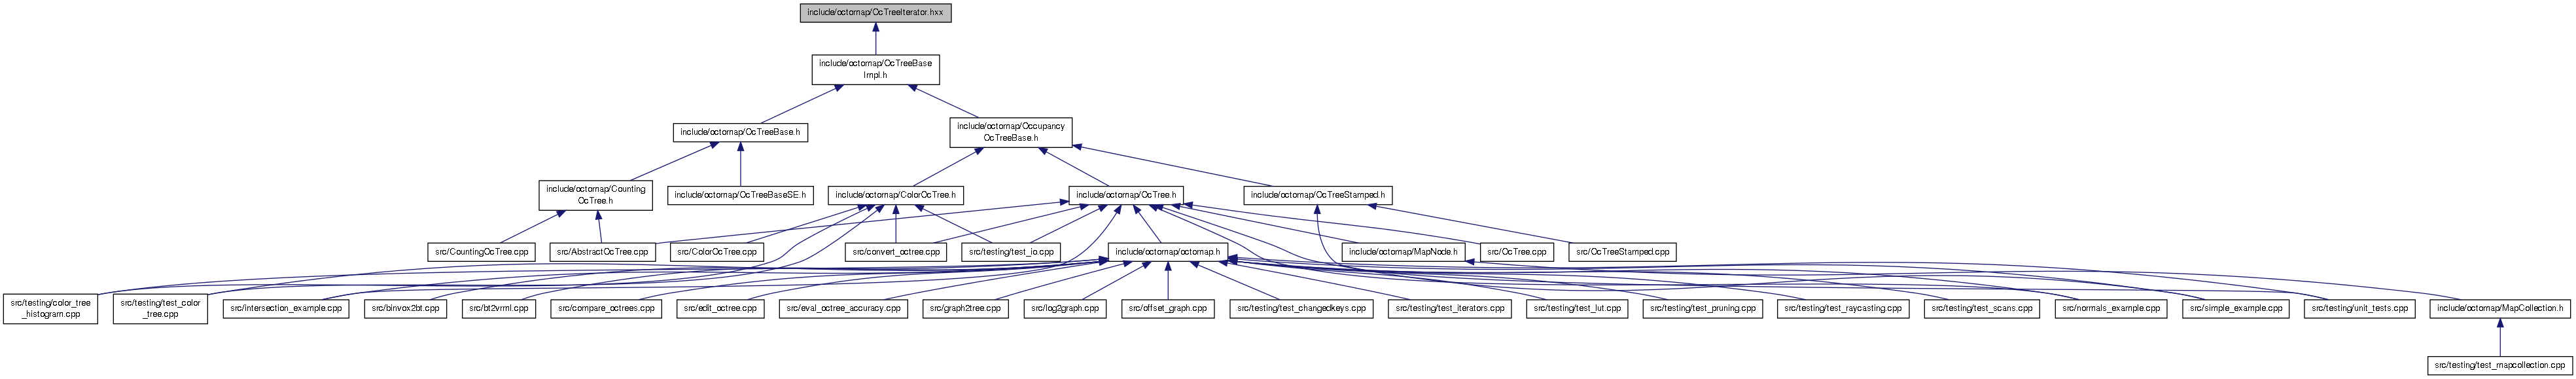 include/octomap/OcTreeIterator.hxx
include/octomap/OcTreeBase
Impl.h
include/octomap/OcTreeBase.h
include/octomap/Occupancy
OcTreeBase.h
include/octomap/Counting
OcTree.h
include/octomap/OcTreeBaseSE.h
include/octomap/ColorOcTree.h
include/octomap/OcTree.h
include/octomap/OcTreeStamped.h
src/CountingOcTree.cpp
src/AbstractOcTree.cpp
src/ColorOcTree.cpp
src/convert_octree.cpp
src/testing/test_io.cpp
include/octomap/octomap.h
include/octomap/MapNode.h
src/OcTree.cpp
src/OcTreeStamped.cpp
src/testing/color_tree
_histogram.cpp
src/testing/test_color
_tree.cpp
src/intersection_example.cpp
src/binvox2bt.cpp
src/bt2vrml.cpp
src/compare_octrees.cpp
src/edit_octree.cpp
src/eval_octree_accuracy.cpp
src/graph2tree.cpp
src/log2graph.cpp
src/offset_graph.cpp
src/testing/test_changedkeys.cpp
src/testing/test_iterators.cpp
src/testing/test_lut.cpp
src/testing/test_pruning.cpp
src/testing/test_raycasting.cpp
src/testing/test_scans.cpp
src/normals_example.cpp
src/simple_example.cpp
src/testing/unit_tests.cpp
include/octomap/MapCollection.h
src/testing/test_mapcollection.cpp